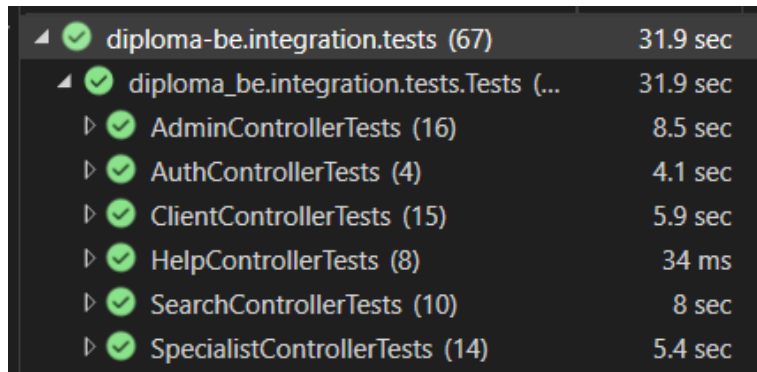 diploma-be.integration.tests (67) 31.9 sec
diploma_be.integration.tests.Tests (... 31.9 sec
AdminControllerTests (16) 8.5 sec
AuthControllerTests (4) 4.1 sec
ClientControllerTests (15) 5.9 sec
HelpControllerTests (8) 34 ms
SearchControllerTests (10) 8 sec
SpecialistControllerTests (14) 5.4 sec